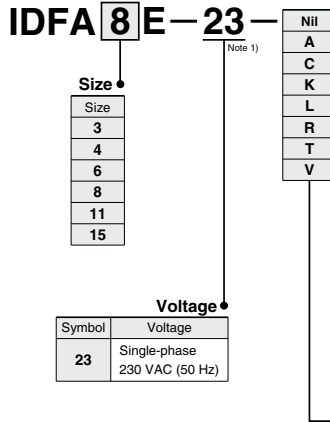 IDFA 8 E — 23 —
Note 1)
Nil
A
C
K
L
R
T
V
Size
Size
3
4
6
8
11
15
Voltage
Symbol Voltage
23 Single-phase
230 VAC (50 Hz)